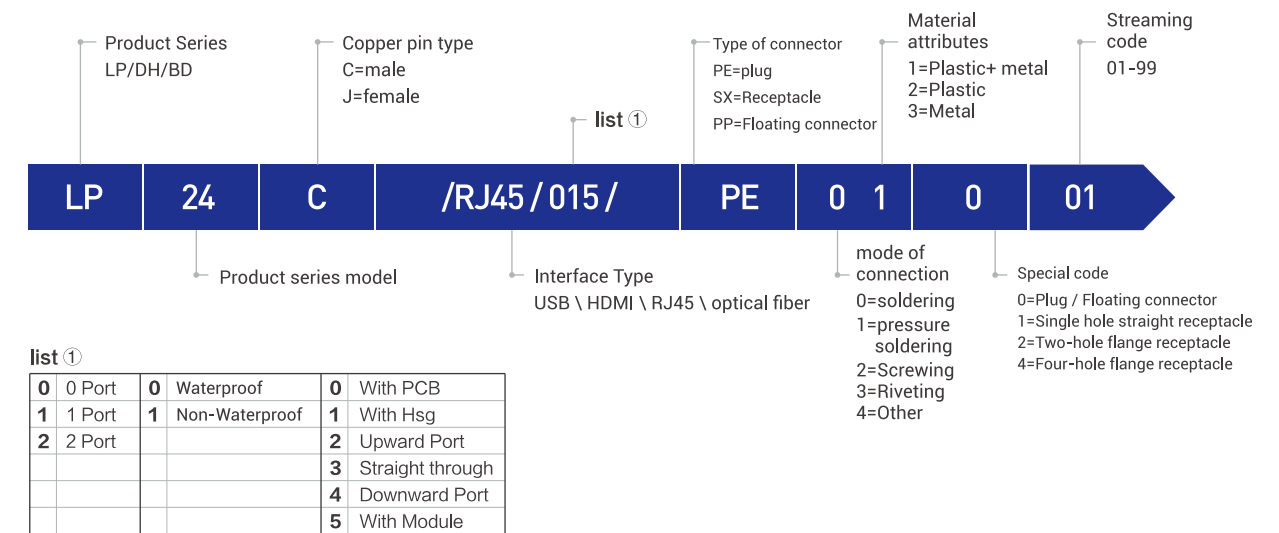 Product Series
LP/DH/BD
Copper pin type
C=male
J=female
list ①
Type of connector
PE=plug
SX=Receptacle
PP=Floating connector
Material
attributes
1=Plastic+ metal
2=Plastic
3=Metal
Streaming
code
01-99
LP 24 C /RJ45 / 015 / PE 0 1 0 01
Product series model
Interface Type
USB \ HDMI \ RJ45 \ optical fiber
mode of
connection
0=soldering
1=pressure
soldering
2=Screwing
3=Riveting
4=Other
Special code
0=Plug / Floating connector
1=Single hole straight receptacle
2=Two-hole flange receptacle
4=Four-hole flange receptacle
list ①
0 0 Port 0 Waterproof 0 With PCB
1 1 Port 1 Non-Waterproof 1 With Hsg
2 2 Port 2 Upward Port
3 Straight through
4 Downward Port
5 With Module